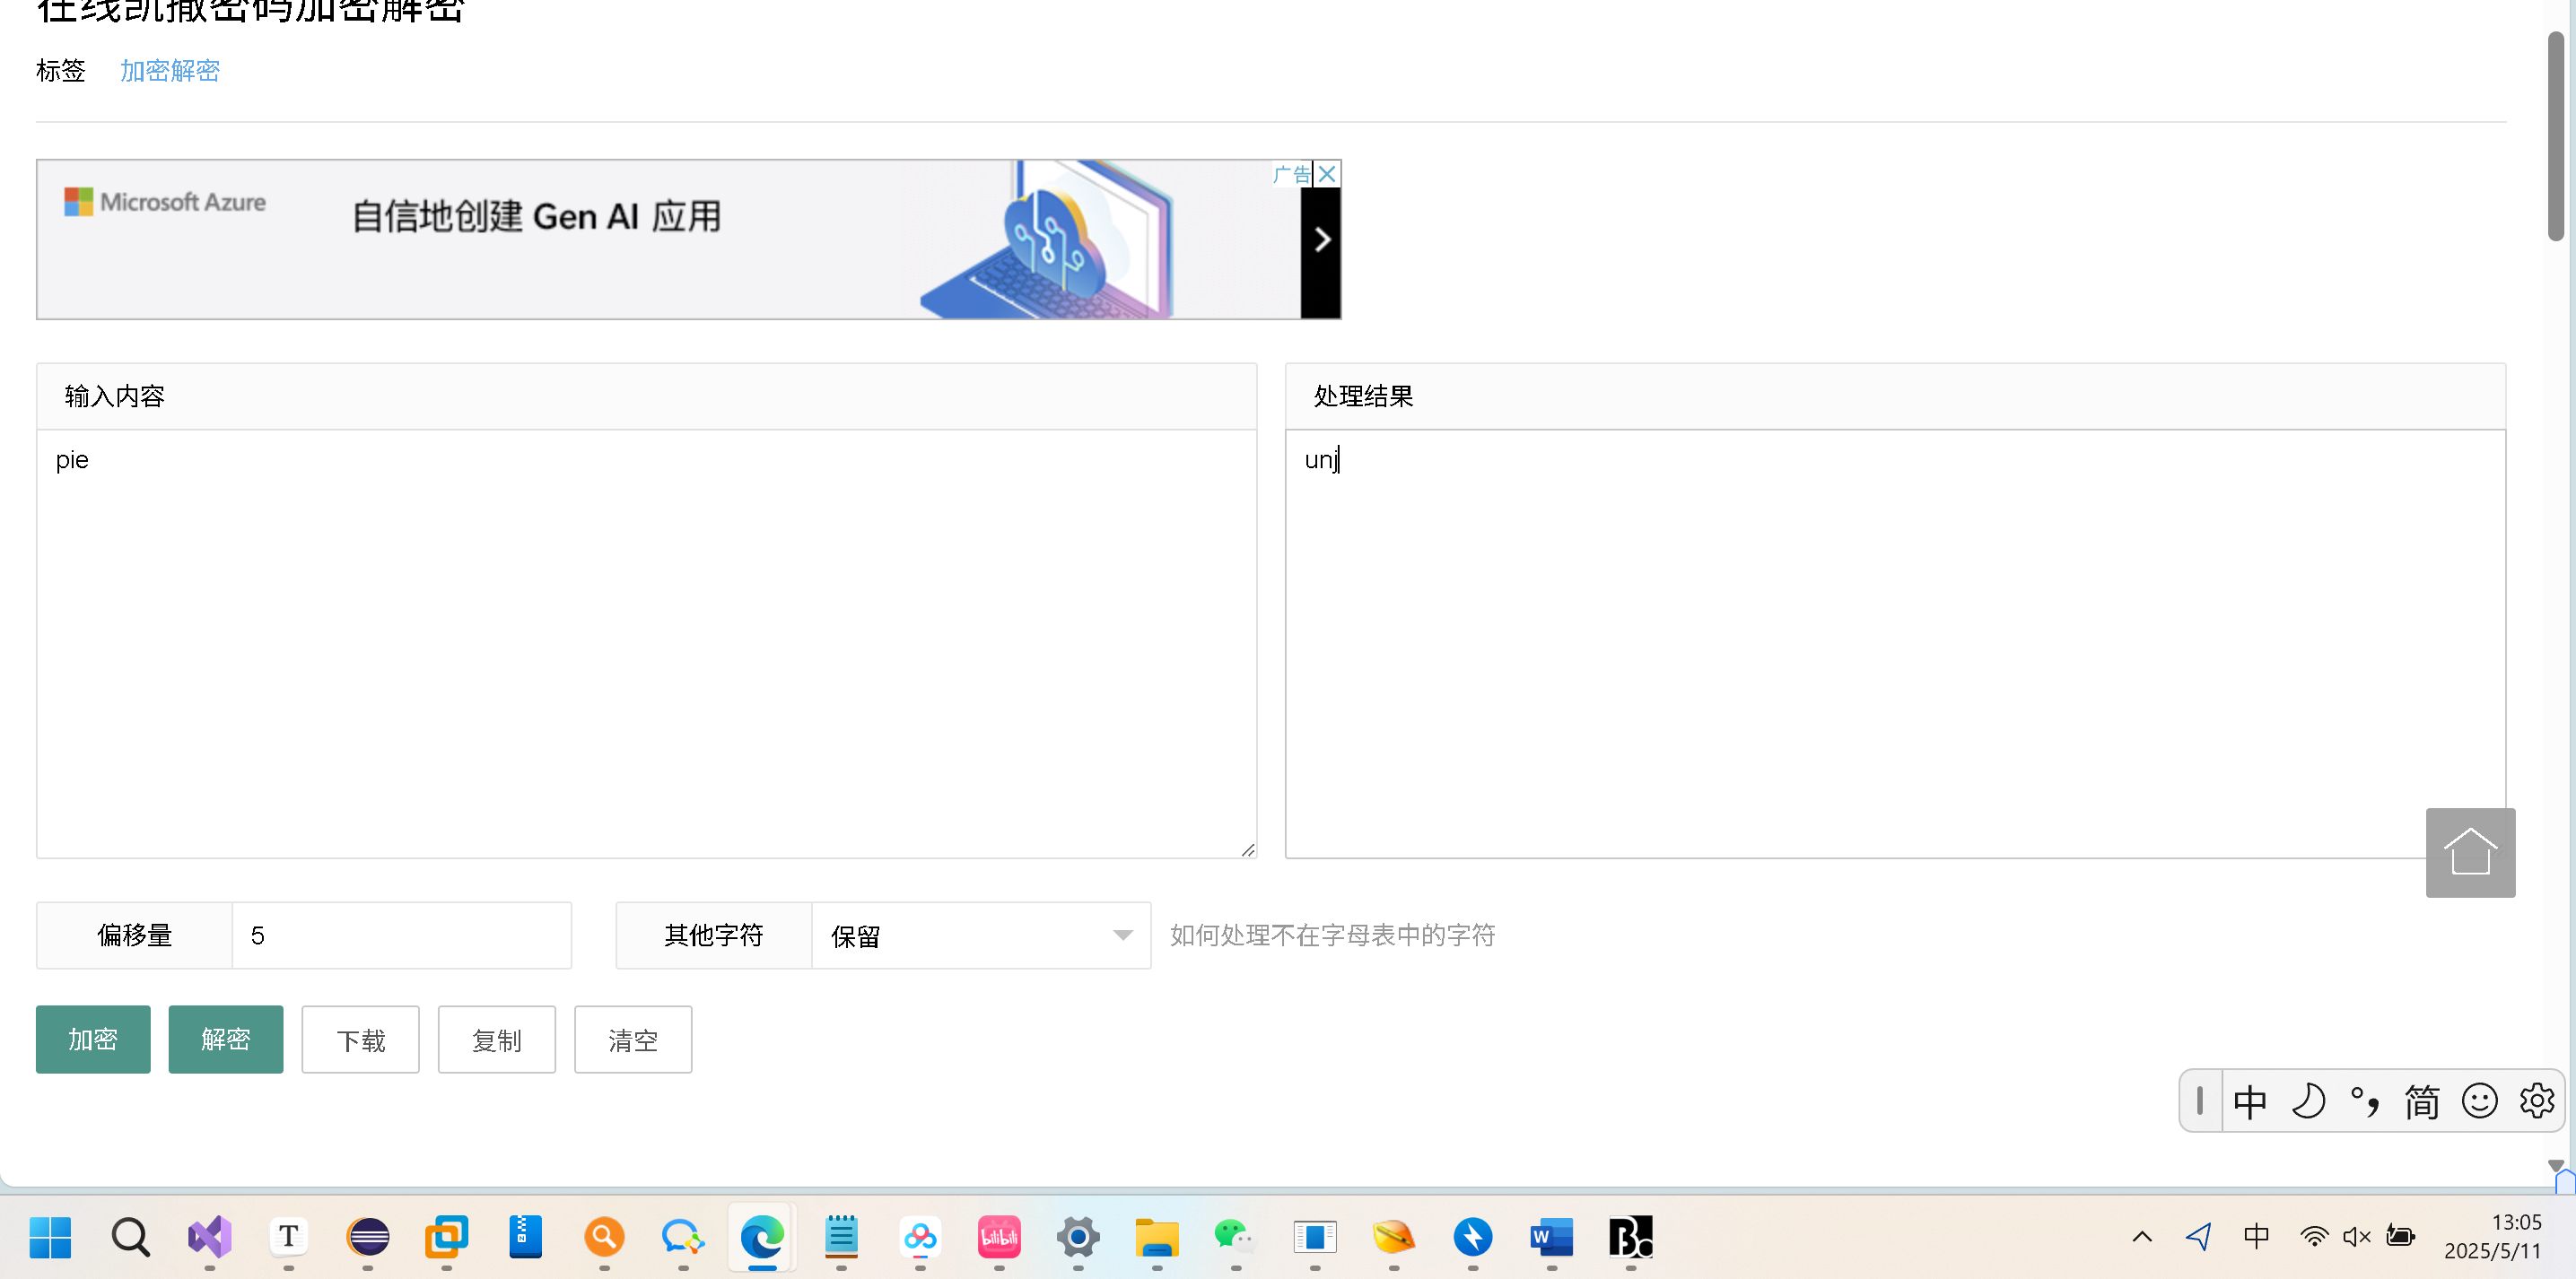 在线凯撒密码加密解密
标签 加密解密
Microsoft Azure
自信地创建 Gen AI 应用
广告
输入内容
处理结果
pie
unj
偏移量 5 其他字符 保留 如何处理不在字母表中的字符
加密 解密 下载 复制 清空
中 简
中
13:05
2025/5/11
bilibili